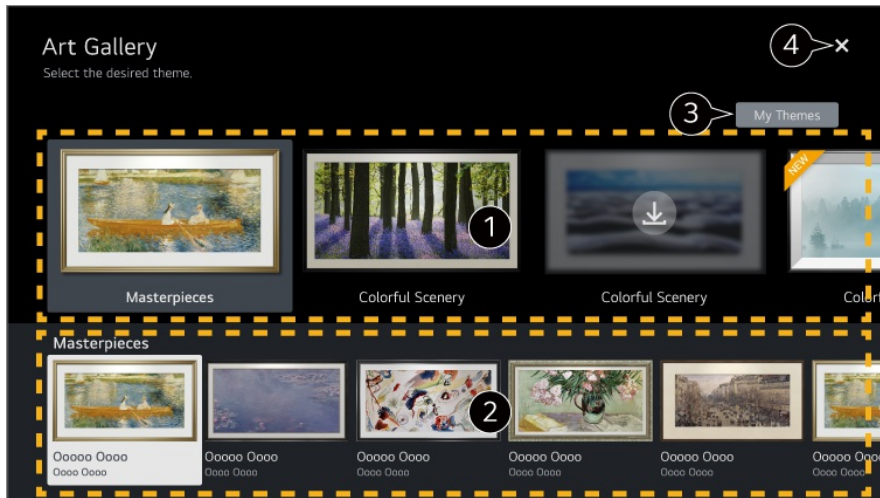 Art Gallery
Select the desired theme.
4
3
My Themes
NEW
1
Masterpieces
Colorful Scenery
Colorful Scenery
Masterpieces
2
Ooooo Oooo
Ooooo Oooo
Ooooo Oooo
Ooooo Oooo
Ooooo Oooo
Ooooo Oooo
Oooo Oooo
Oooo Oooo
Oooo Oooo
Oooo Oooo
Oooo Oooo
Oooo Oooo